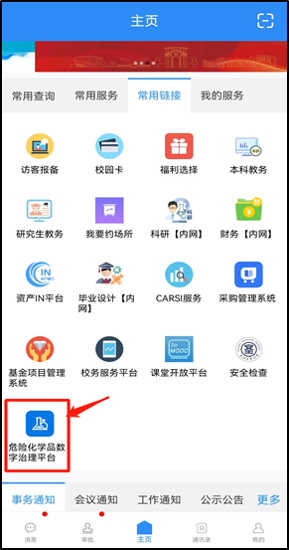 主页
常用查询 常用服务 常用链接 我的服务
访客报备 校园卡 福利选择 本科教务
研究生教务 我要约场所 科研【内网】 财务【内网】
科研
IN
资产IN平台 毕业设计【内网】 CARSI服务 采购管理系统
So
MOOC
基金项目管理系统 校务服务平台 课堂开放平台 安全检查
危险化学品数
字治理平台
事务通知 会议通知 工作通知 公示公告 更多
消息 审批 主页 通讯录 我的